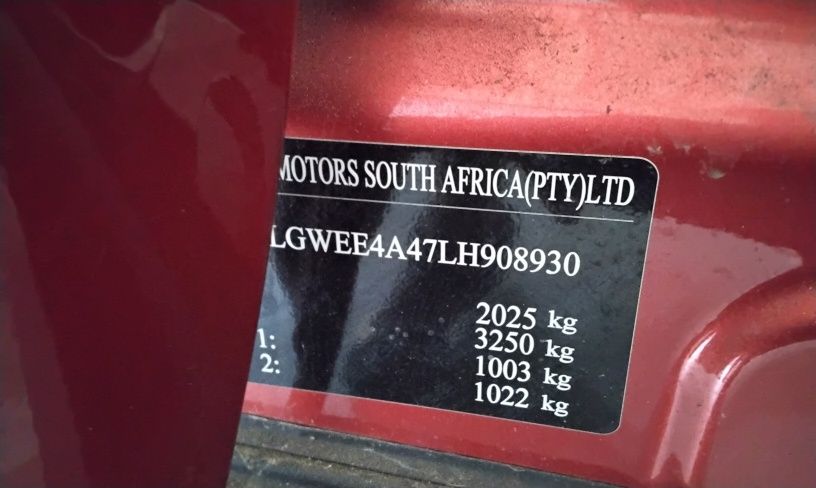 MOTORS SOUTH AFRICA(PTY)LTD
LGWEE4A47LH908930
2025 kg
3250 kg
1: 1003 kg
2: 1022 kg